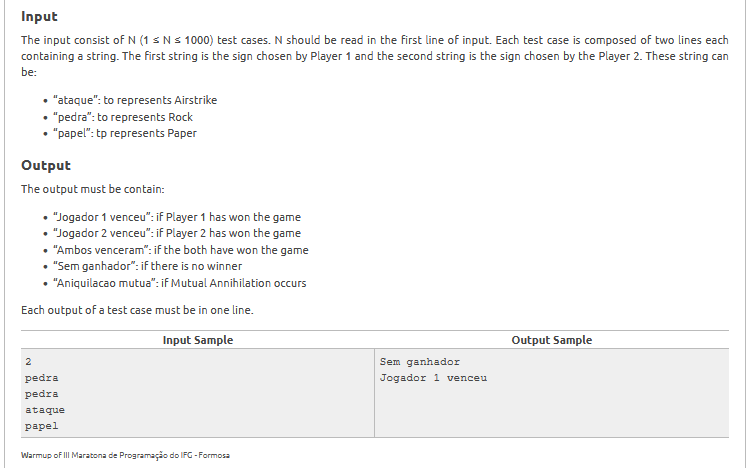 Input
The input consist of N (1 ≤ N ≤ 1000) test cases. N should be read in the first line of input. Each test case is composed of two lines each
containing a string. The first string is the sign chosen by Player 1 and the second string is the sign chosen by the Player 2. These string can
be:
• "ataque": to represents Airstrike
• "pedra": to represents Rock
• "papel": tp represents Paper
Output
The output must be contain:
• "Jogador 1 venceu": if Player 1 has won the game
• "Jogador 2 venceu": if Player 2 has won the game
• "Ambos venceram": if the both have won the game
• "Sem ganhador": if there is no winner
• "Aniquilacao mutua": if Mutual Annihilation occurs
Each output of a test case must be in one line.
Input Sample Output Sample
2 Sem ganhador
pedra Jogador 1 venceu
pedra
ataque
papel
Warmup of III Maratona de Programação do IFG - Formosa